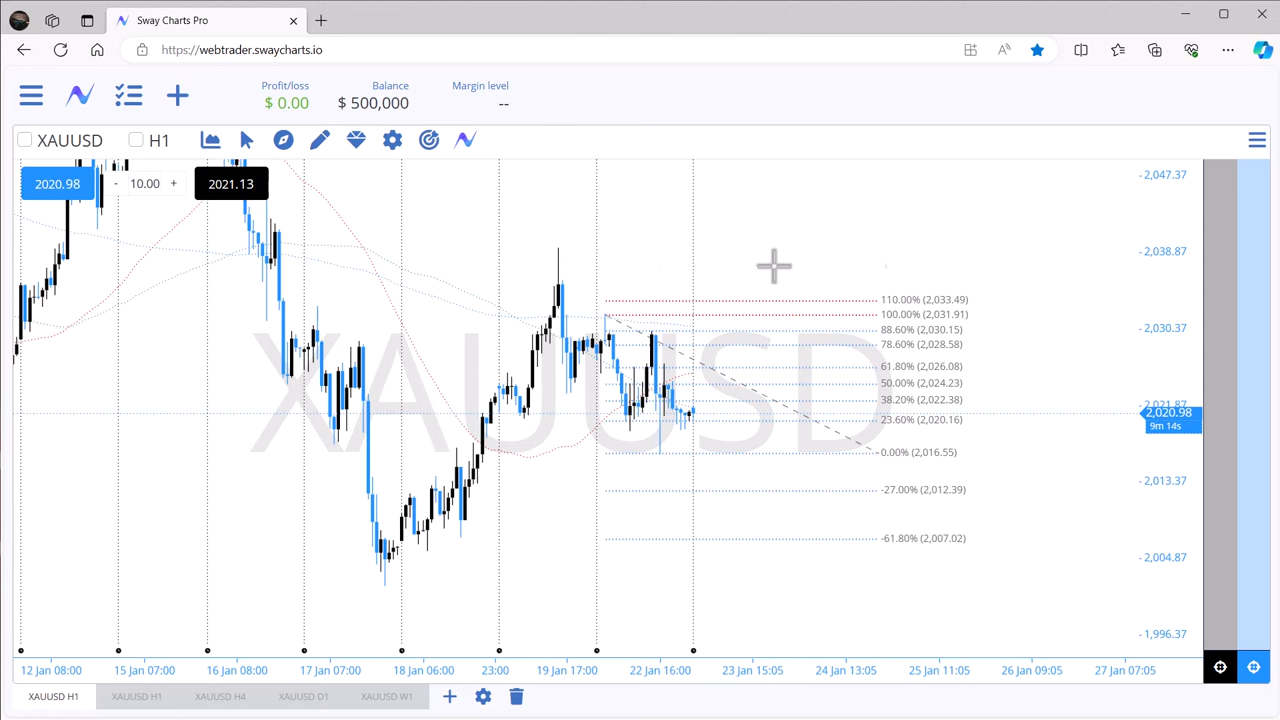 Sway Charts Pro
https://webtrader.swaycharts.io
Profit/loss
$ 0.00
Balance
$ 500,000
Margin level
--
XAUUSD
H1
2020.98
- 10.00 +
2021.13
XAUUSD
2,047.37
2,038.87
2,030.37
2,021.87
2,020.98
9m 14s
2,013.37
2,004.87
1,996.37
110.00% (2,033.49)
100.00% (2,031.91)
88.60% (2,030.15)
78.60% (2,028.58)
61.80% (2,026.08)
50.00% (2,024.23)
38.20% (2,022.38)
23.60% (2,020.16)
0.00% (2,016.55)
-27.00% (2,012.39)
-61.80% (2,007.02)
12 Jan 08:00
15 Jan 07:00
16 Jan 08:00
17 Jan 07:00
18 Jan 06:00
23:00
19 Jan 17:00
22 Jan 16:00
23 Jan 15:05
24 Jan 13:05
25 Jan 11:05
26 Jan 09:05
27 Jan 07:05
XAUUSD H1
XAUUSD H1
XAUUSD H4
XAUUSD D1
XAUUSD W1